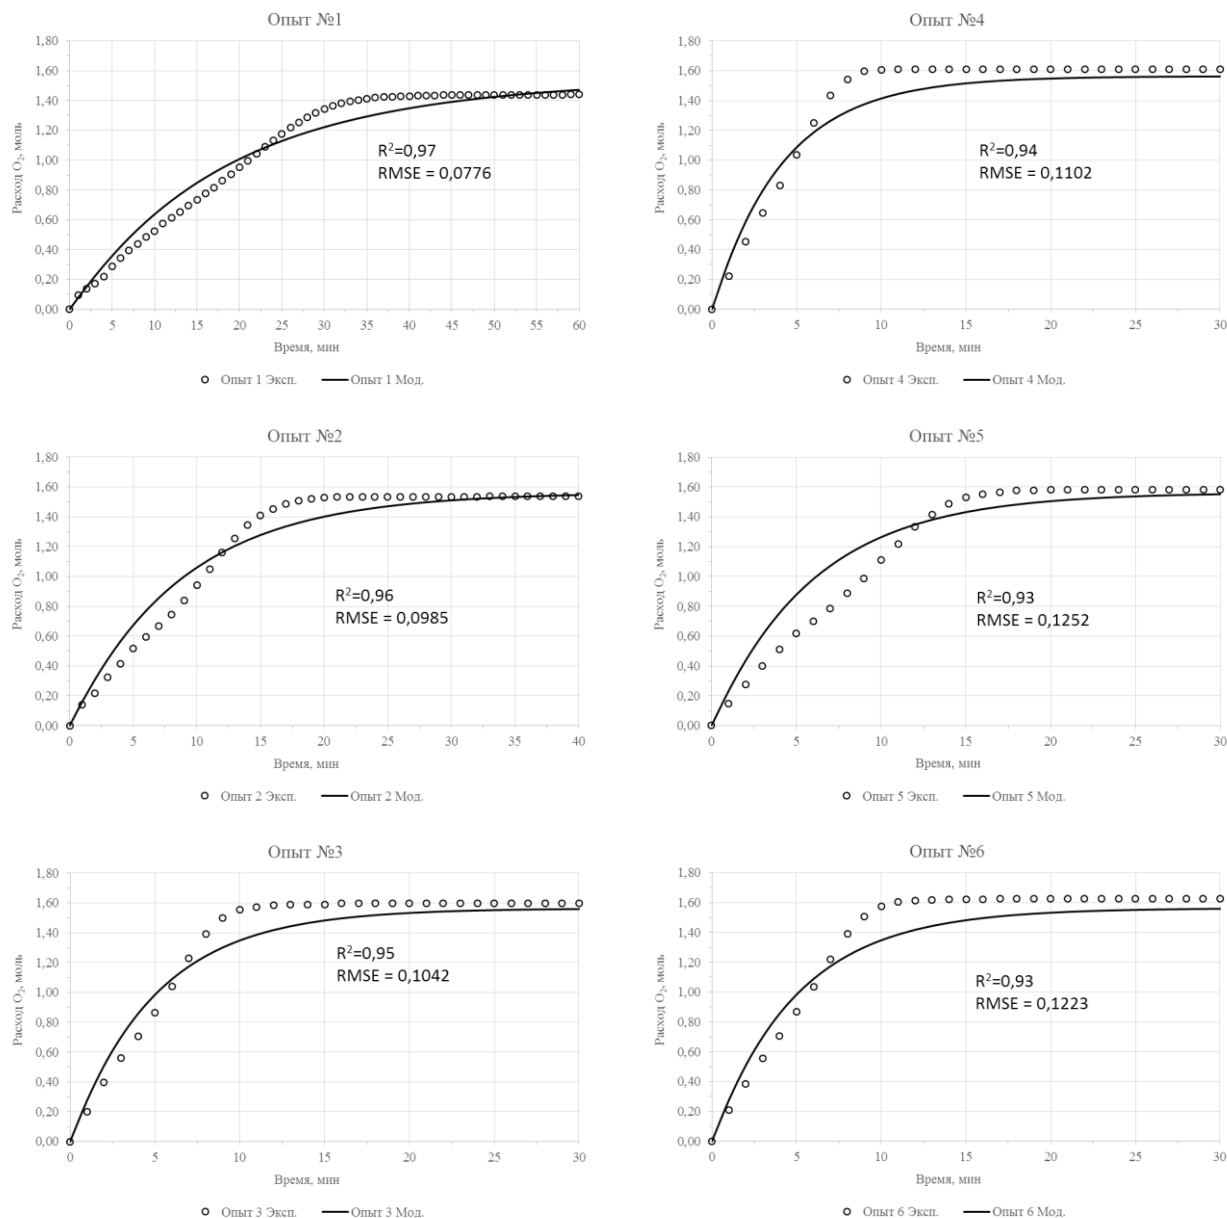 Опыт №1
1,80
1,60
1,40
1,20
1,00
0,80
0,60
0,40
0,20
0,00
Расход O₂, моль
R²=0,97
RMSE = 0,0776
0 5 10 15 20 25 30 35 40 45 50 55 60
Время, мин
Опыт 1 Эксп. Опыт 1 Мод.
Опыт №4
1,80
1,60
1,40
1,20
1,00
0,80
0,60
0,40
0,20
0,00
Расход O₂, моль
R²=0,94
RMSE = 0,1102
0 5 10 15 20 25 30
Время, мин
Опыт 4 Эксп. Опыт 4 Мод.
Опыт №2
1,80
1,60
1,40
1,20
1,00
0,80
0,60
0,40
0,20
0,00
Расход O₂, моль
R²=0,96
RMSE = 0,0985
0 5 10 15 20 25 30 35 40
Время, мин
Опыт 2 Эксп. Опыт 2 Мод.
Опыт №5
1,80
1,60
1,40
1,20
1,00
0,80
0,60
0,40
0,20
0,00
Расход O₂, моль
R²=0,93
RMSE = 0,1252
0 5 10 15 20 25 30
Время, мин
Опыт 5 Эксп. Опыт 5 Мод.
Опыт №3
1,80
1,60
1,40
1,20
1,00
0,80
0,60
0,40
0,20
0,00
Расход O₂, моль
R²=0,95
RMSE = 0,1042
0 5 10 15 20 25 30
Время, мин
Опыт 3 Эксп. Опыт 3 Мод.
Опыт №6
1,80
1,60
1,40
1,20
1,00
0,80
0,60
0,40
0,20
0,00
Расход O₂, моль
R²=0,93
RMSE = 0,1223
0 5 10 15 20 25 30
Время, мин
Опыт 6 Эксп. Опыт 6 Мод.